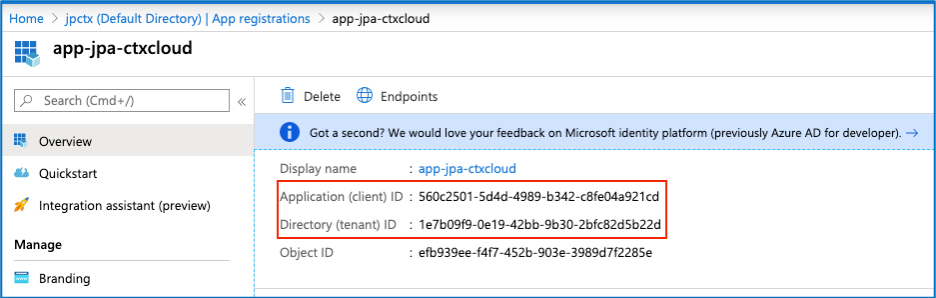 Home > jpctx (Default Directory) | App registrations > app-jpa-ctxcloud
app-jpa-ctxcloud
Search (Cmd+/)
«
Overview
Quickstart
Integration assistant (preview)
Manage
Branding
Delete Endpoints
Got a second? We would love your feedback on Microsoft identity platform (previously Azure AD for developer). →
Display name : app-jpa-ctxcloud
Application (client) ID : 560c2501-5d4d-4989-b342-c8fe04a921cd
Directory (tenant) ID : 1e7b09f9-0e19-42bb-9b30-2bfc82d5b22d
Object ID : efb939ee-f4f7-452b-903e-3989d7f2285e